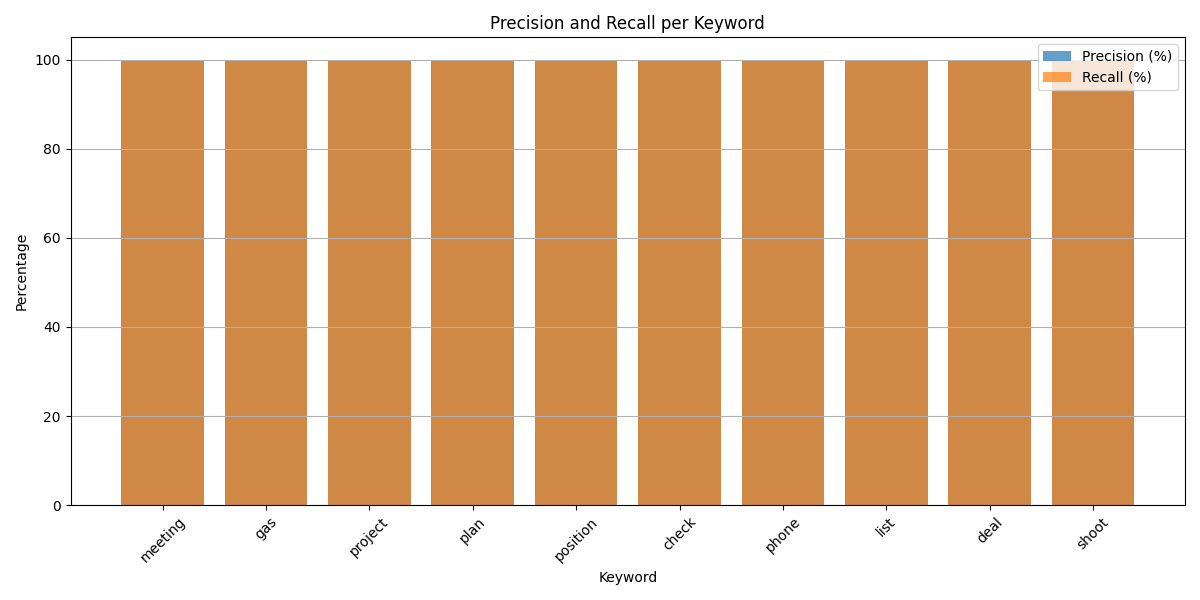 Precision and Recall per Keyword
Precision (%)
Recall (%)
Percentage
100
80
60
40
20
0
meeting
gas
project
plan
position
check
phone
list
deal
shoot
Keyword